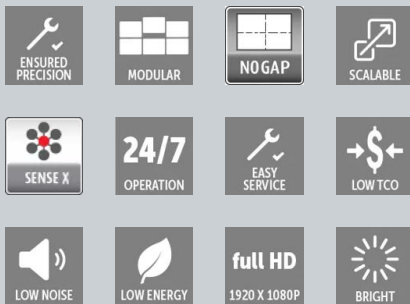 ENSURED
PRECISION
MODULAR
NO GAP
SCALABLE
SENSE X
24/7
OPERATION
EASY
SERVICE
→$←
LOW TCO
LOW NOISE
LOW ENERGY
full HD
1920 X 1080P
BRIGHT